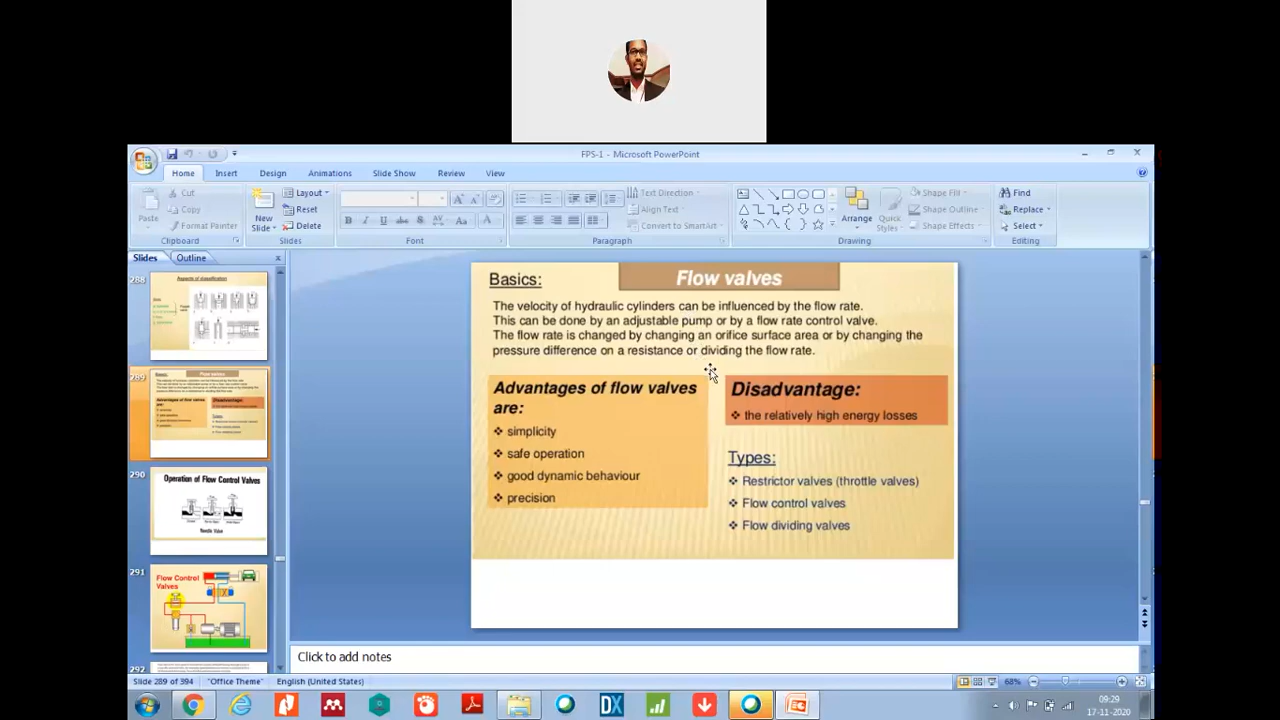 FPS-1 - Microsoft PowerPoint
Home Insert Design Animations Slide Show Review View
Cut
Copy
Format Painter
Paste
Clipboard
New
Slide
Layout
Reset
Delete
Slides
Font
Text Direction
Align Text
Convert to SmartArt
Paragraph
Arrange
Quick
Styles
Shape Fill
Shape Outline
Shape Effects
Drawing
Find
Replace
Select
Editing
Slides Outline
288
Aspects of classification
289
290
Operation of Flow Control Valves
Needle Valve
291
Flow Control
Valves
292
Basics:
Flow valves
The velocity of hydraulic cylinders can be influenced by the flow rate.
This can be done by an adjustable pump or by a flow rate control valve.
The flow rate is changed by changing an orifice surface area or by changing the
pressure difference on a resistance or dividing the flow rate.
Advantages of flow valves
are:
❖ simplicity
❖ safe operation
❖ good dynamic behaviour
❖ precision
Disadvantage:
❖ the relatively high energy losses
Types:
❖ Restrictor valves (throttle valves)
❖ Flow control valves
❖ Flow dividing valves
Click to add notes
Slide 289 of 394 "Office Theme" English (United States)
68%
DX
09:29
17-11-2020